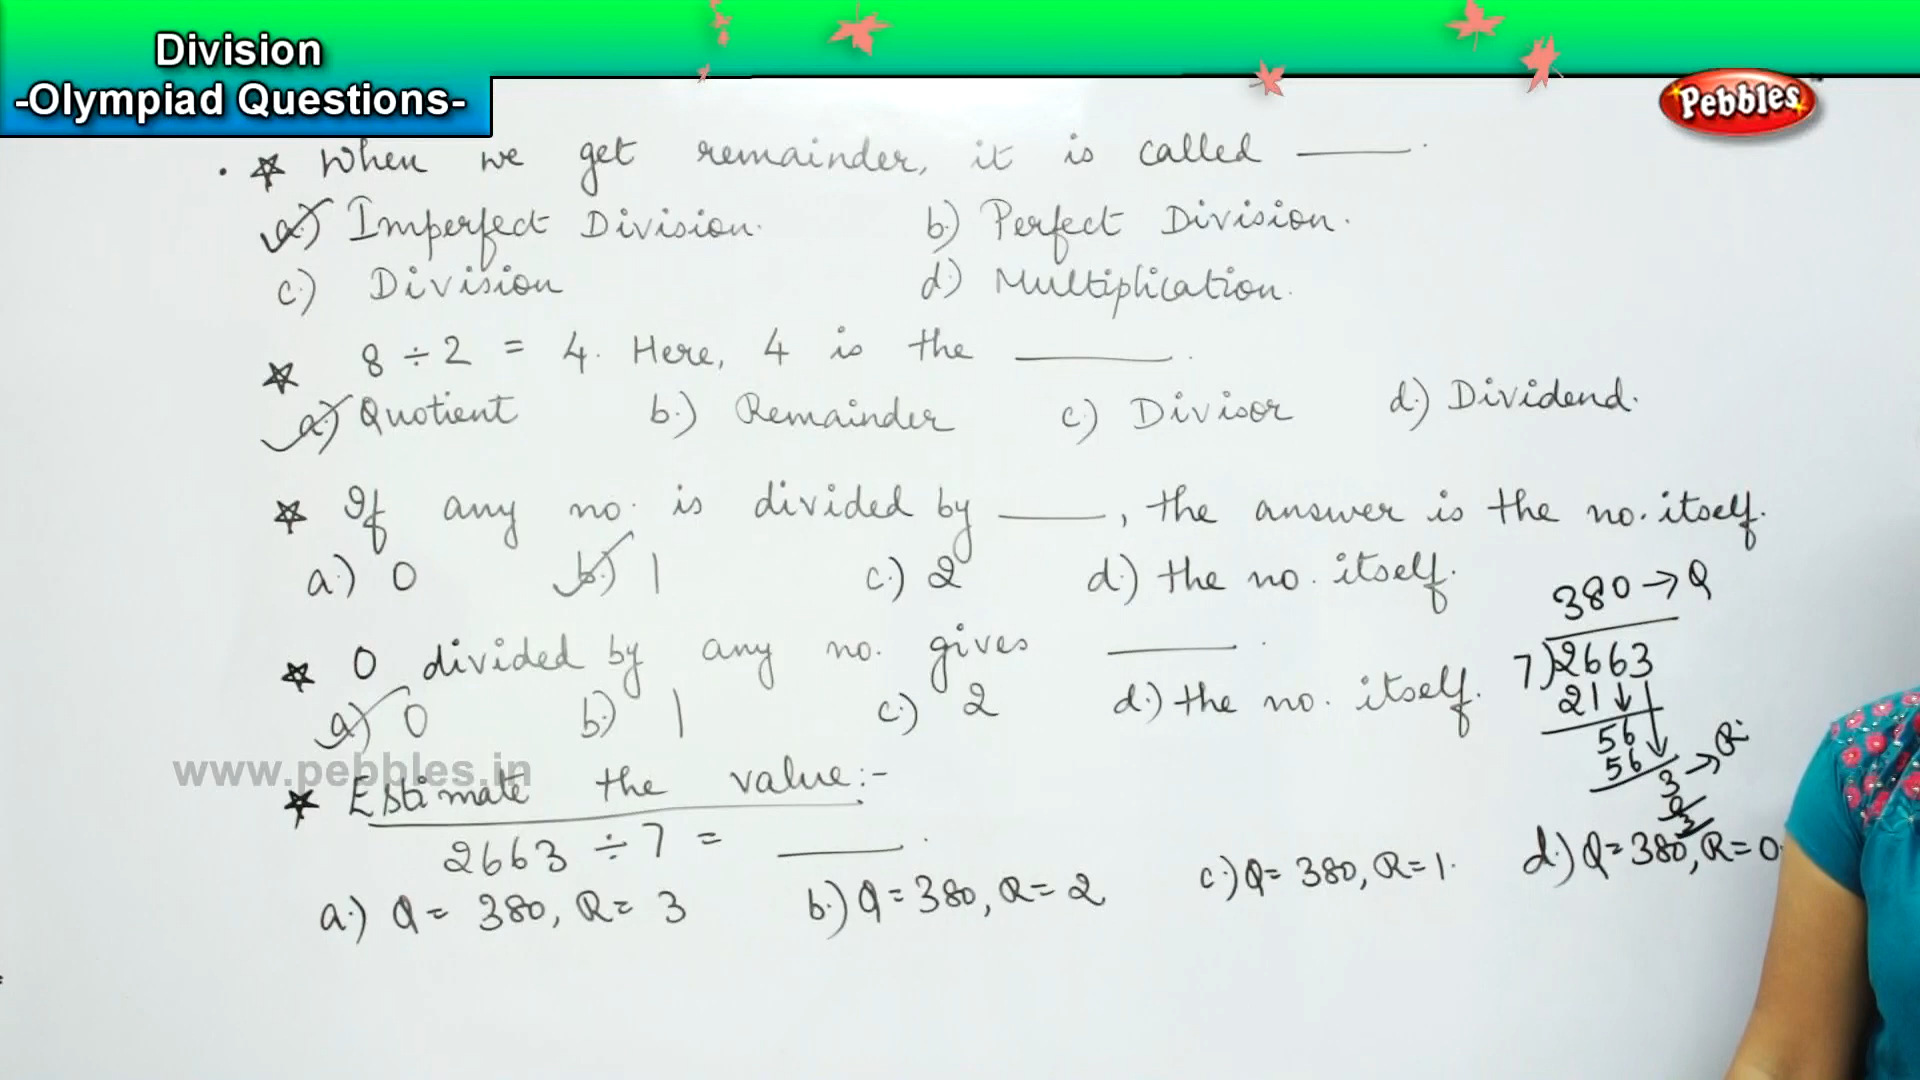 Division
-Olympiad Questions-
Pebbles
When we get remainder, it is called ____.
a.) Imperfect Division. b.) Perfect Division.
c.) Division d.) Multiplication.
8 ÷ 2 = 4. Here, 4 is the ____.
a.) Quotient b.) Remainder c.) Divisor d.) Dividend.
If any no. is divided by ____, the answer is the no. itself.
a.) 0 b.) 1 c.) 2 d.) the no. itself.
0 divided by any no. gives ____.
a.) 0 b.) 1 c.) 2 d.) the no. itself.
www.pebbles.in
Estimate the value:-
2663 ÷ 7 = ____.
a.) Q = 380, R = 3 b.) Q = 380, R = 2 c.) Q = 380, R = 1. d.) Q = 380, R = 0.
380 → Q
7)2663
21↓
56
56
3 → R
0
3